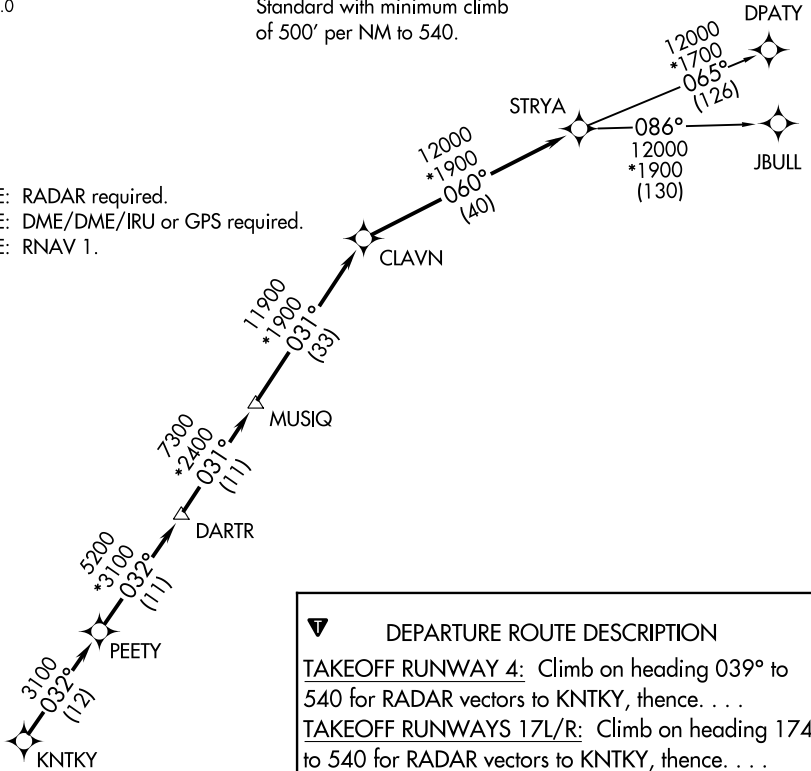 .0
Standard with minimum climb
of 500' per NM to 540.
DPATY
12000
*1700
065°
(126)
STRYA
086°
12000
*1900
(130)
JBULL
12000
*1900
060°
(40)
E: RADAR required.
E: DME/DME/IRU or GPS required.
E: RNAV 1.
CLAVN
11900
*1900
031°
(33)
MUSIQ
7300
*2400
031°
(11)
DARTR
5200
*3100
032°
(11)
PEETY
3100
032°
(12)
KNTKY
T
DEPARTURE ROUTE DESCRIPTION
TAKEOFF RUNWAY 4: Climb on heading 039° to
540 for RADAR vectors to KNTKY, thence. . . .
TAKEOFF RUNWAYS 17L/R: Climb on heading 174
to 540 for RADAR vectors to KNTKY, thence. . . .